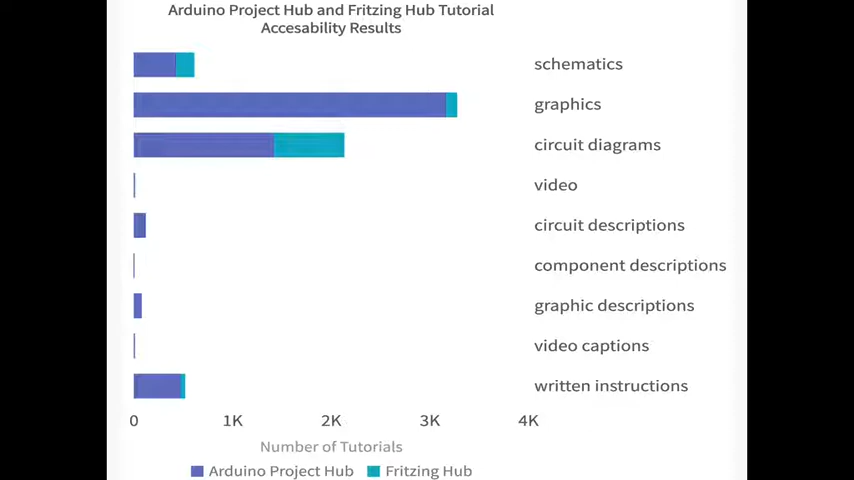 Arduino Project Hub and Fritzing Hub Tutorial
Accesability Results
schematics
graphics
circuit diagrams
video
circuit descriptions
component descriptions
graphic descriptions
video captions
written instructions
0 1K 2K 3K 4K
Number of Tutorials
Arduino Project Hub Fritzing Hub